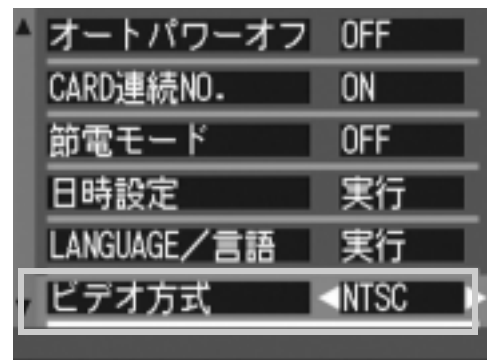 オートパワーオフ OFF
CARD連続NO. ON
節電モード OFF
日時設定 実行
LANGUAGE／言語 実行
ビデオ方式 NTSC